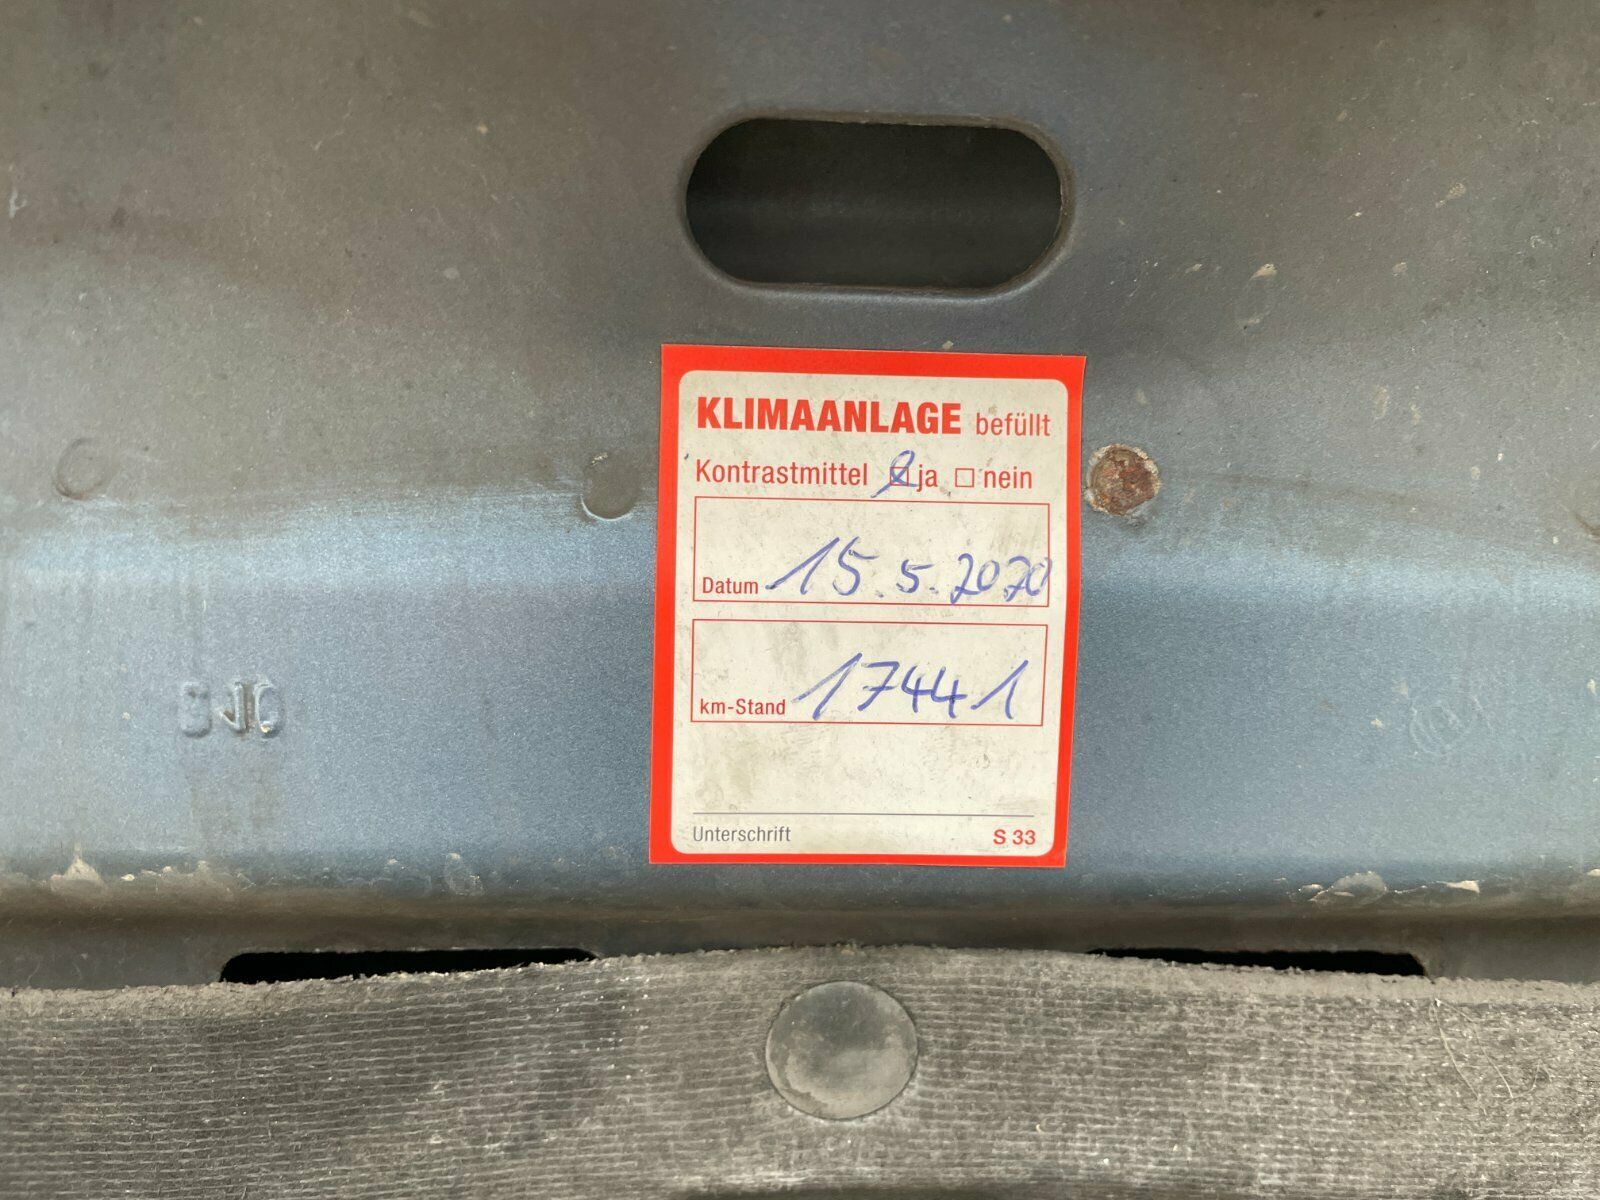 KLIMAANLAGE befüllt
Kontrastmittel ja nein
Datum 15.5.2020
km-Stand 17441
Unterschrift S 33